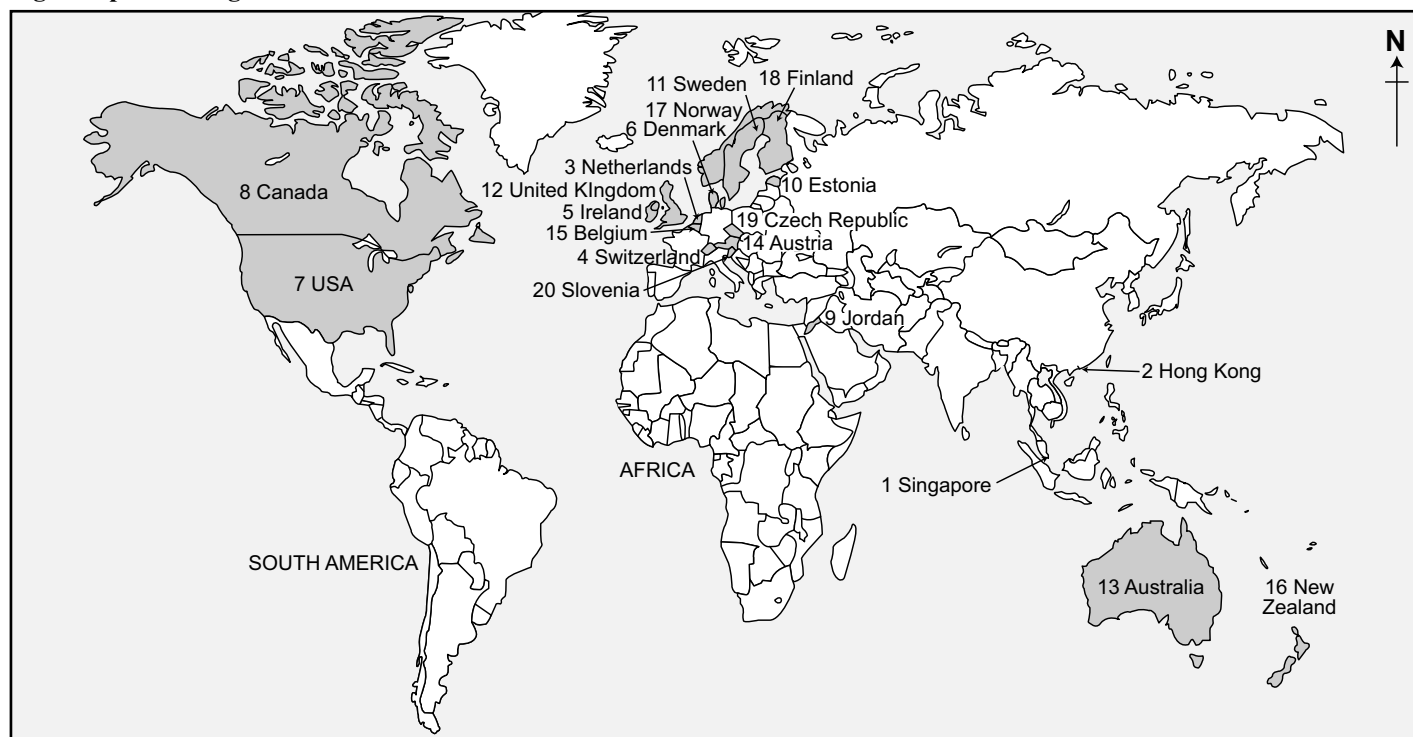 N
18 Finland
11 Sweden
17 Norway
6 Denmark
3 Netherlands
12 United KIngdom
10 Estonia
8 Canada
5 Ireland
19 Czech Republic
15 Belgium
14 Austria
4 Switzerland
7 USA
20 Slovenia
9 Jordan
2 Hong Kong
AFRICA
1 Singapore
SOUTH AMERICA
13 Australia
16 New
Zealand